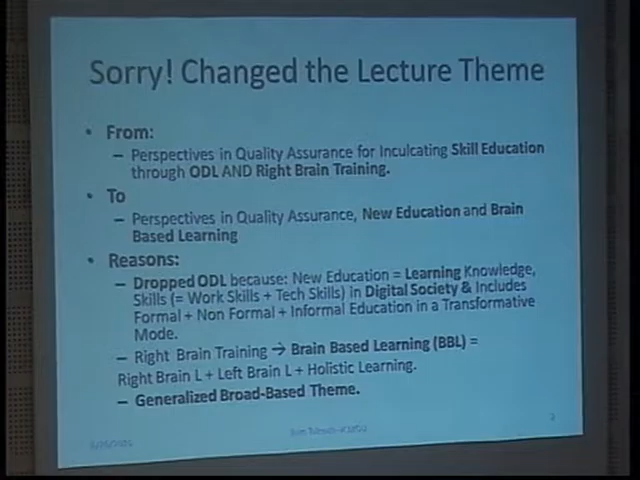 Sorry! Changed the Lecture Theme
• From:
– Perspectives in Quality Assurance for Inculcating Skill Education
through ODL AND Right Brain Training.
• To
– Perspectives in Quality Assurance, New Education and Brain
Based Learning
• Reasons:
– Dropped ODL because: New Education = Learning Knowledge,
Skills (= Work Skills + Tech Skills) in Digital Society & Includes
Formal + Non Formal + Informal Education in a Transformative
Mode.
– Right Brain Training → Brain Based Learning (BBL) =
Right Brain L + Left Brain L + Holistic Learning.
– Generalized Broad-Based Theme.